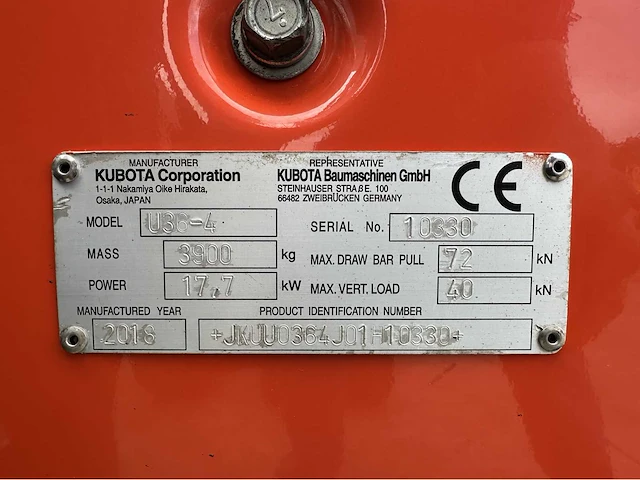 KUBOTA
MANUFACTURER
KUBOTA Corporation
1-1-1 Nakamiya Oike Hirakata,
Osaka, JAPAN
REPRESENTATIVE
KUBOTA Baumaschinen GmbH
STEINHAUSER STRAßE. 100
66482 ZWEIBRÜCKEN GERMANY
CE
MODEL U36-4
SERIAL No. 10330
MASS 3900 kg
MAX. DRAW BAR PULL 72 kN
POWER 17,7 kW
MAX. VERT. LOAD 40 kN
MANUFACTURED YEAR
2018
PRODUCT IDENTIFICATION NUMBER
+JKUU0364J01H10330+